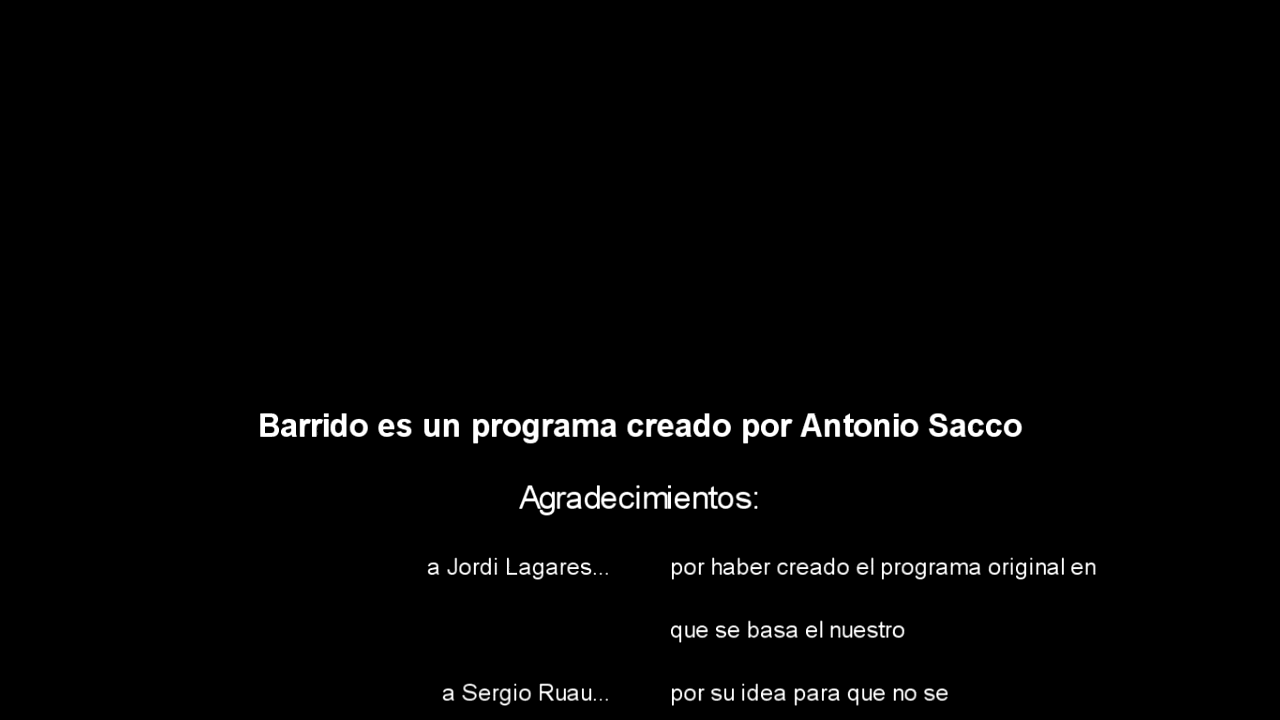 Barrido es un programa creado por Antonio Sacco
Agradecimientos:
a Jordi Lagares... por haber creado el programa original en
que se basa el nuestro
a Sergio Ruau... por su idea para que no se